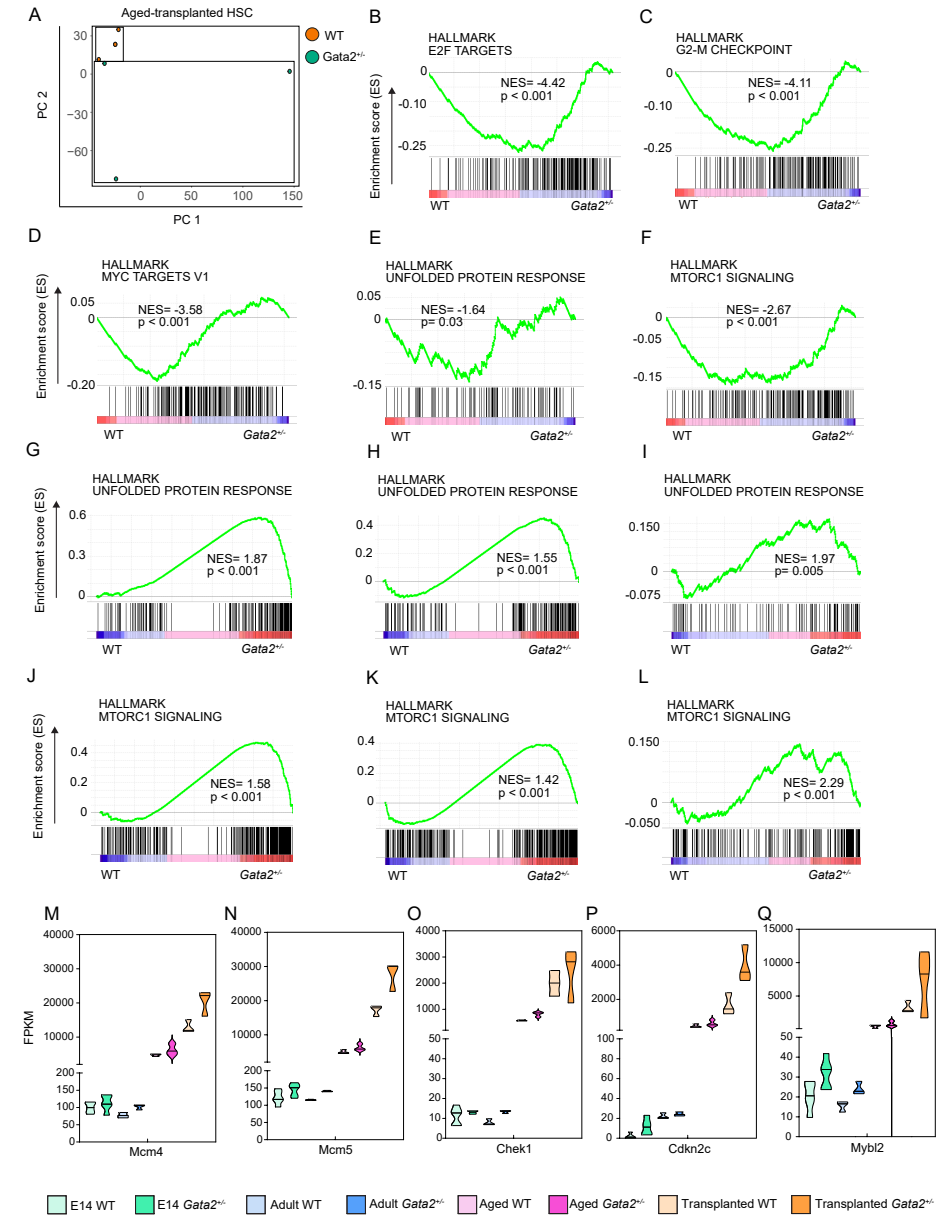 A
Aged-transplanted HSC
WT
Gata2+/-
PC 2
30
0
−30
−60
0
50
100
150
PC 1
B
HALLMARK
E2F TARGETS
Enrichment score (ES)
0
-0.10
-0.25
NES= -4.42
p < 0.001
WT
Gata2+/-
C
HALLMARK
G2-M CHECKPOINT
0
-0.10
-0.25
NES= -4.11
p < 0.001
WT
Gata2+/-
D
HALLMARK
MYC TARGETS V1
Enrichment score (ES)
0.05
0
-0.20
NES= -3.58
p < 0.001
WT
Gata2+/-
E
HALLMARK
UNFOLDED PROTEIN RESPONSE
0.05
0
-0.15
NES= -1.64
p= 0.03
WT
Gata2+/-
F
HALLMARK
MTORC1 SIGNALING
0
-0.05
-0.15
NES= -2.67
p < 0.001
WT
Gata2+/-
G
HALLMARK
UNFOLDED PROTEIN RESPONSE
Enrichment score (ES)
0.6
0.3
0
NES= 1.87
p < 0.001
WT
Gata2+/-
H
HALLMARK
UNFOLDED PROTEIN RESPONSE
0.4
0.2
0
NES= 1.55
p < 0.001
WT
Gata2+/-
I
HALLMARK
UNFOLDED PROTEIN RESPONSE
0.150
0
-0.075
NES= 1.97
p= 0.005
WT
Gata2+/-
J
HALLMARK
MTORC1 SIGNALING
Enrichment score (ES)
0.4
0.2
0
NES= 1.58
p < 0.001
WT
Gata2+/-
K
HALLMARK
MTORC1 SIGNALING
0.4
0.2
0
NES= 1.42
p < 0.001
WT
Gata2+/-
L
HALLMARK
MTORC1 SIGNALING
0.150
0
-0.050
NES= 2.29
p < 0.001
WT
Gata2+/-
M
FPKM
40000
30000
20000
10000
200
150
100
50
0
Mcm4
N
40000
30000
20000
10000
200
150
100
50
0
Mcm5
O
4000
3000
2000
1000
50
40
30
20
10
0
Chek1
P
6000
4000
2000
100
80
60
40
20
0
Cdkn2c
Q
15000
10000
5000
50
40
30
20
10
0
Mybl2
E14 WT
E14 Gata2+/-
Adult WT
Adult Gata2+/-
Aged WT
Aged Gata2+/-
Transplanted WT
Transplanted Gata2+/-